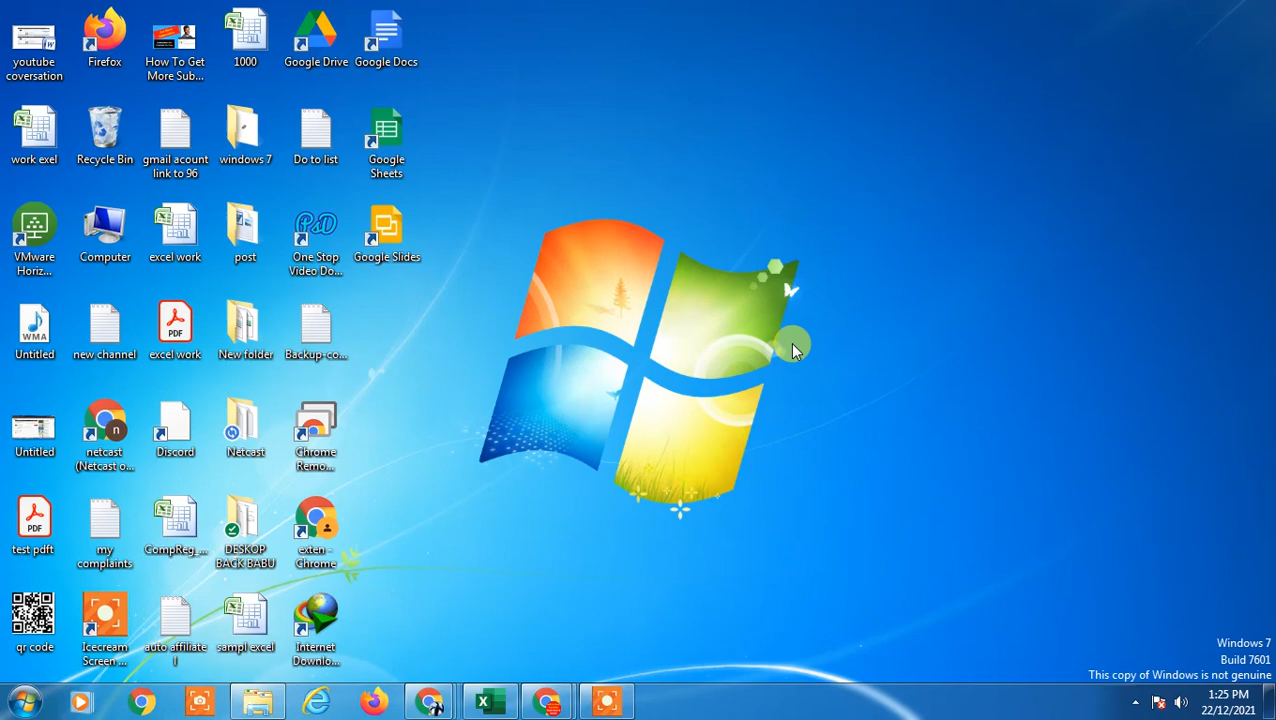 youtube
coversation
Firefox
How To Get
More Sub...
1000
Google Drive
Google Docs
work exel
Recycle Bin
gmail acount
link to 96
windows 7
Do to list
Google
Sheets
VMware
Horiz...
Computer
excel work
post
PSD
One Stop
Video Do...
Google Slides
WMA
Untitled
new channel
PDF
excel work
New folder
Backup-co...
Untitled
n
netcast
(Netcast o...
Discord
Netcast
Chrome
Remo...
PDF
test pdft
my
complaints
CompReg_...
DESKOP
BACK BABU
exten -
Chrome
qr code
Icecream
Screen ...
auto affiliate
l
sampl excel
Internet
Downlo...
Windows 7
Build 7601
This copy of Windows is not genuine
1:25 PM
22/12/2021